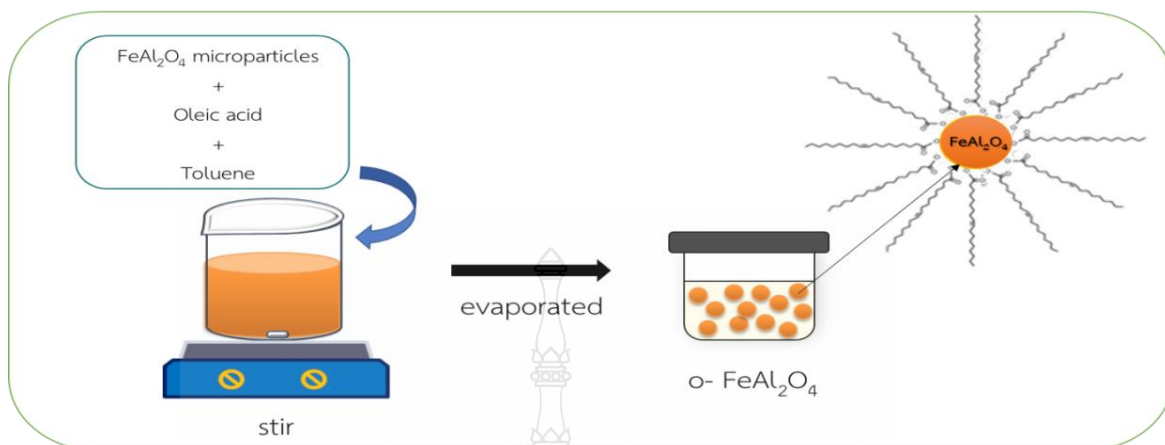 FeAl₂O₄ microparticles
+
Oleic acid
+
Toluene
stir
evaporated
o- FeAl₂O₄
FeAl₂O₄